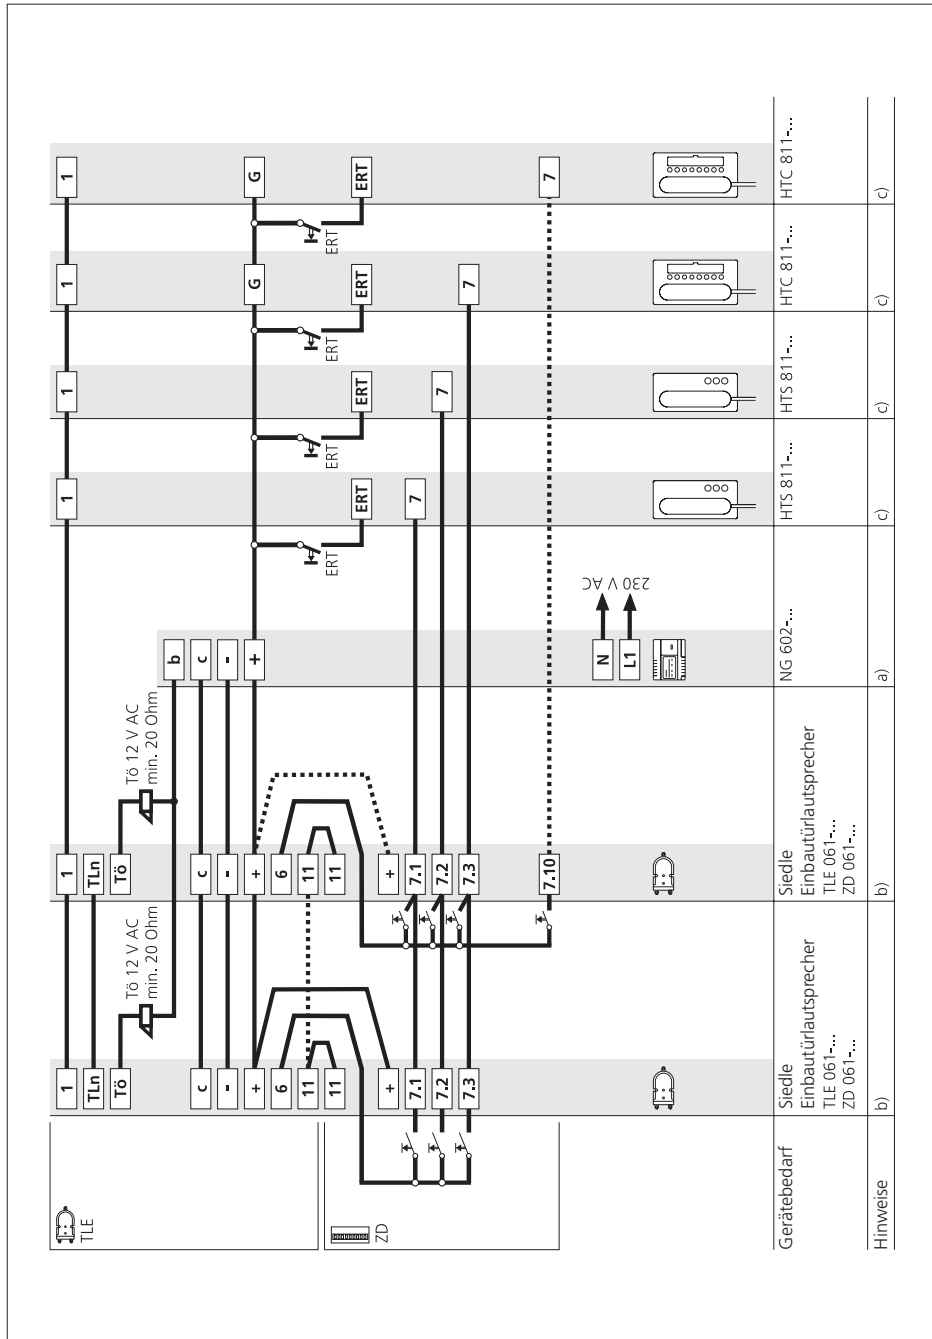 1 1 1 1 1 1
TLE
TLn TLn
Tö Tö
Tö 12 V AC
min. 20 Ohm
Tö 12 V AC
min. 20 Ohm
b
c c c
- - -
+ + + G G
6 6
11 11
ERT ERT ERT ERT
11 11
ERT ERT ERT ERT
ZD
+ +
7.1 7.1 7
7.2 7.2 7
7.3 7.3 7
7.10 7
N
L1
230 V AC
Gerätebedarf
Siedle
Einbautürlautsprecher
TLE 061-...
ZD 061-...
Siedle
Einbautürlautsprecher
TLE 061-...
ZD 061-...
NG 602-...
HTS 811-...
HTS 811-...
HTC 811-...
HTC 811-...
Hinweise
b)
b)
a)
c)
c)
c)
c)